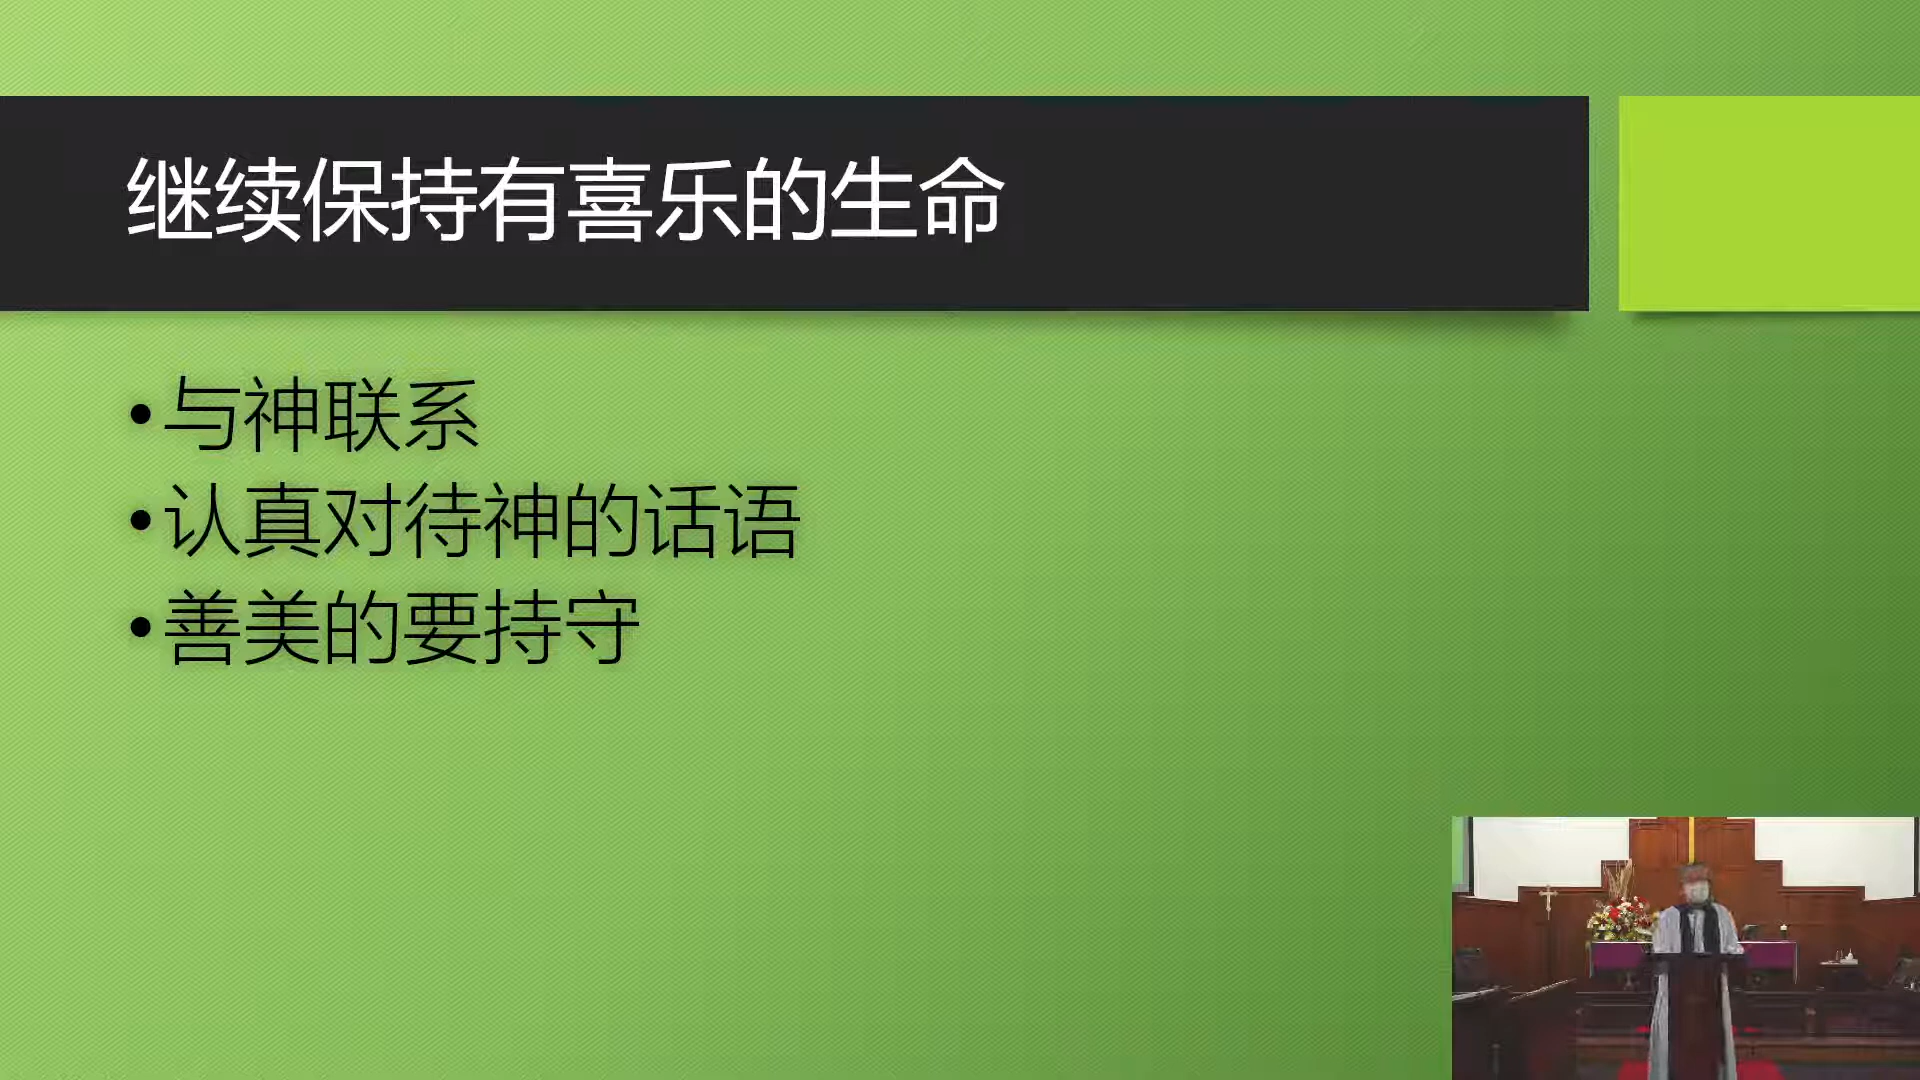 继续保持有喜乐的生命
•与神联系
•认真对待神的话语
•善美的要持守